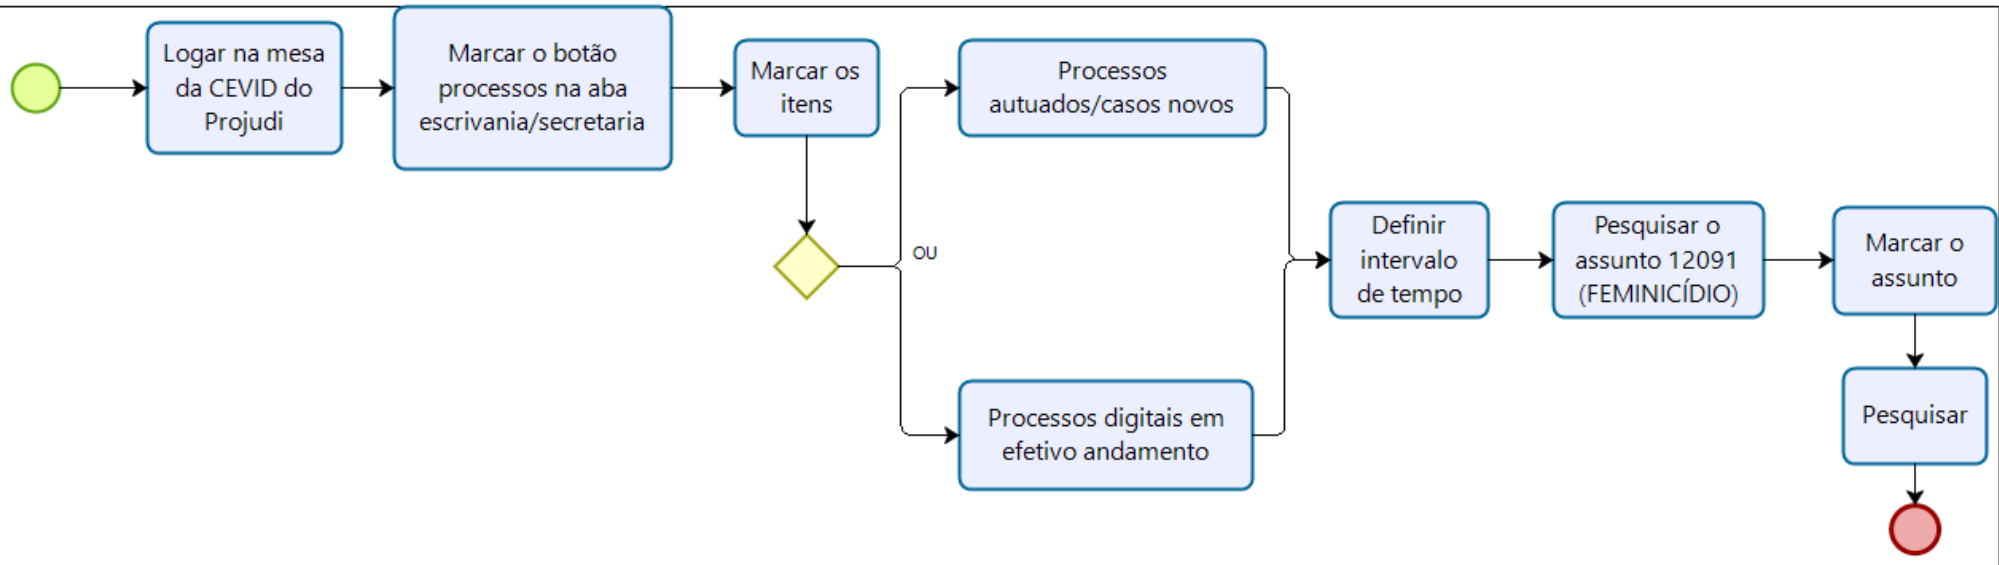 Logar na mesa
da CEVID do
Projudi
Marcar o botão
processos na aba
escrivania/secretaria
Marcar os
itens
OU
Processos
autuados/casos novos
Processos digitais em
efetivo andamento
Definir
intervalo
de tempo
Pesquisar o
assunto 12091
(FEMINICÍDIO)
Marcar o
assunto
Pesquisar